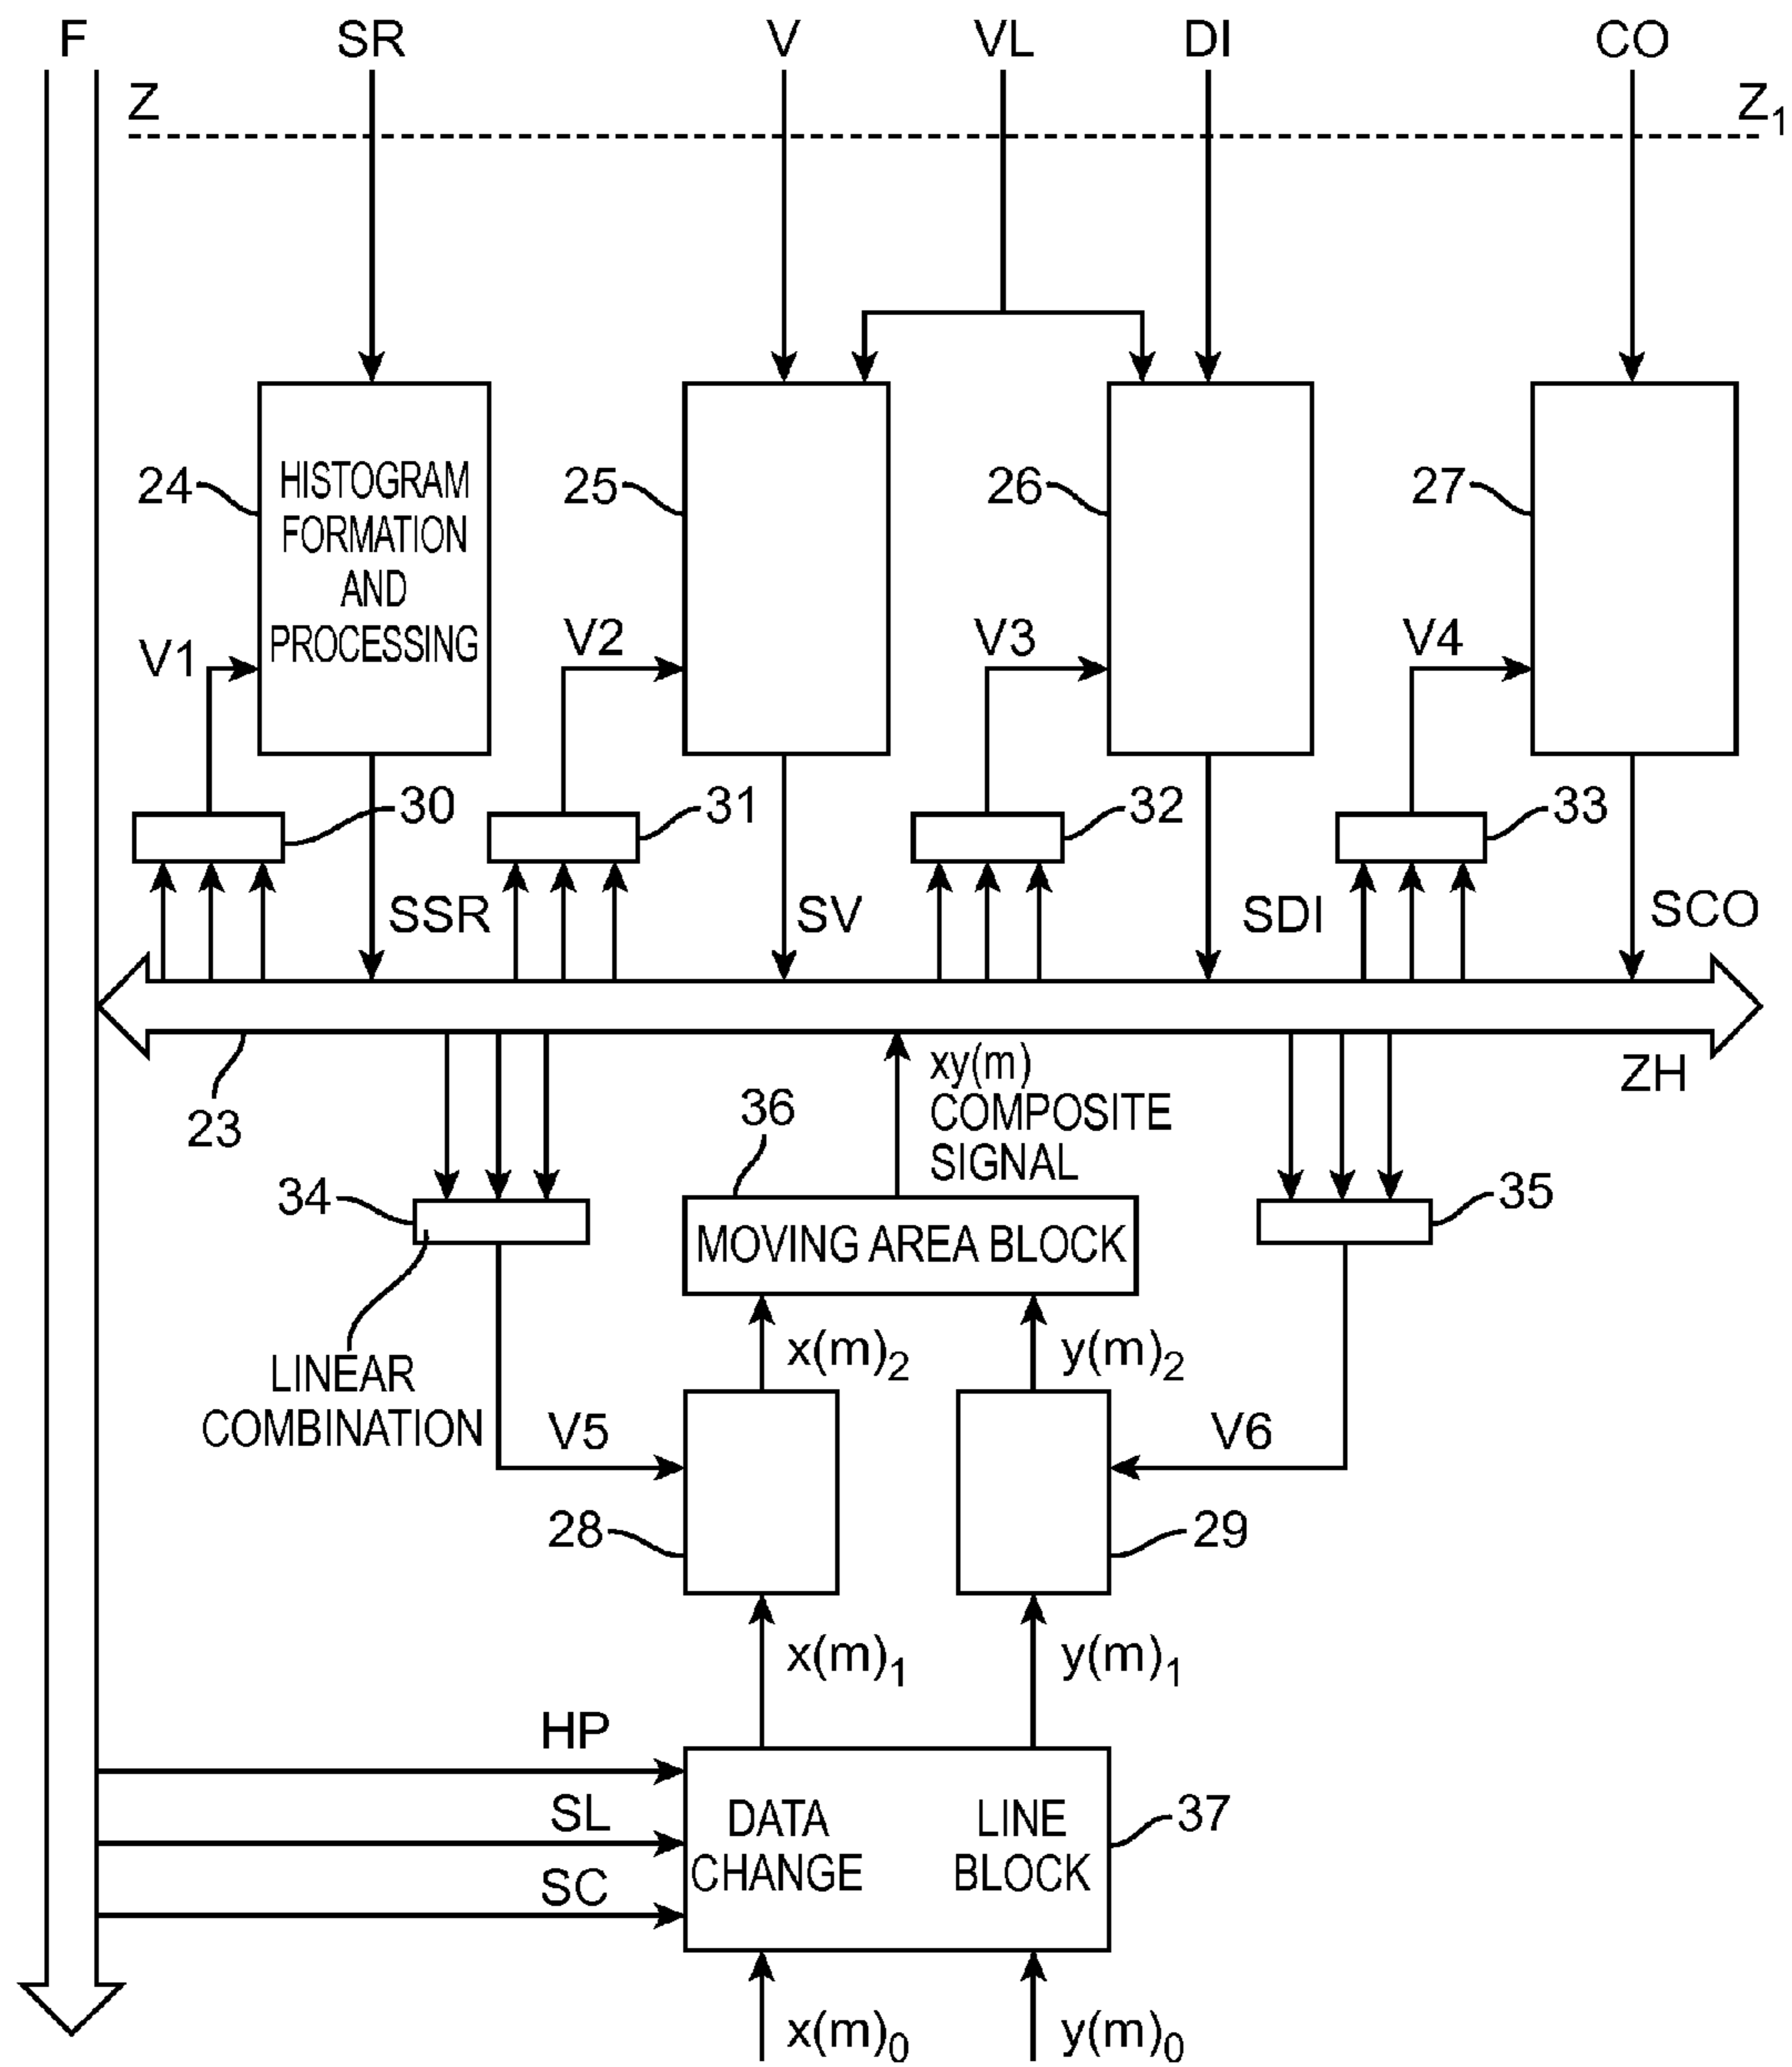 F SR V VL DI CO
Z Z1
24 HISTOGRAM FORMATION AND PROCESSING 25 26 27
V1 V2 V3 V4
30 31 32 33
SSR SV SDI SCO
23 ZH
xy(m)
COMPOSITE
SIGNAL
36
34 MOVING AREA BLOCK 35
x(m)2 y(m)2
LINEAR
COMBINATION
V5 V6
28 29
x(m)1 y(m)1
HP
SL
SC
DATA CHANGE LINE BLOCK 37
x(m)0 y(m)0